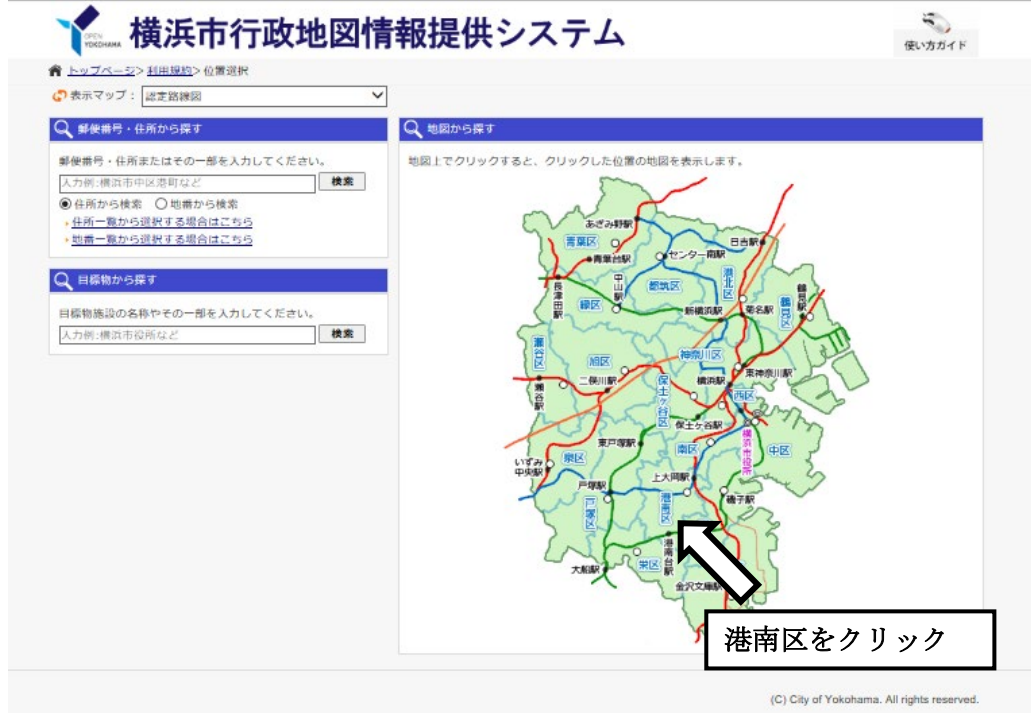 OPEN
YOKOHAMA
横浜市行政地図情報提供システム
使い方ガイド
トップページ> 利用規約> 位置選択
表示マップ： 認定路線図
郵便番号・住所から探す
郵便番号・住所またはその一部を入力してください。
入力例:横浜市中区港町など
検索
住所から検索 地番から検索
住所一覧から選択する場合はこちら
地番一覧から選択する場合はこちら
目標物から探す
目標物施設の名称やその一部を入力してください。
入力例:横浜市役所など
検索
地図から探す
地図上でクリックすると、クリックした位置の地図を表示します。
あざみ野駅
青葉区
日吉駅
青葉台駅
センター南駅
港北区
長津田駅
中山駅
都筑区
緑区
新横浜駅
菊名駅
鶴見区
鶴見駅
瀬谷区
旭区
神奈川区
二俣川駅
保土ヶ谷区
横浜駅
東神奈川駅
瀬谷駅
西区
保土ヶ谷駅
横浜市役所
東戸塚駅
南区
中区
いずみ中央駅
泉区
上大岡駅
戸塚駅
戸塚区
港南区
磯子駅
港南台駅
栄区
大船駅
金沢文庫駅
港南区をクリック
(C) City of Yokohama. All rights reserved.